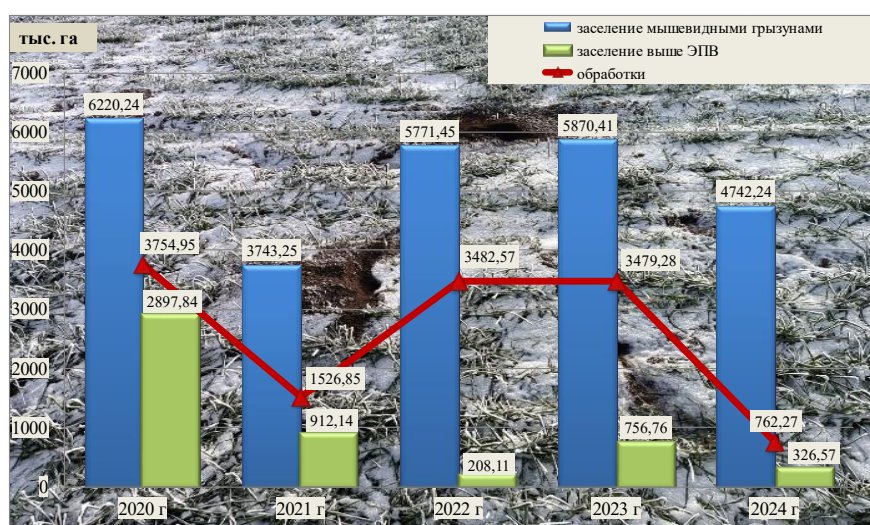 тыс. га
заселение мышевидными грызунами
заселение выше ЭПВ
обработки
7000
6000
5000
4000
3000
2000
1000
0
6220,24
3754,95
2897,84
3743,25
1526,85
912,14
5771,45
3482,57
208,11
5870,41
3479,28
756,76
4742,24
762,27
326,57
2020 г
2021 г
2022 г
2023 г
2024 г